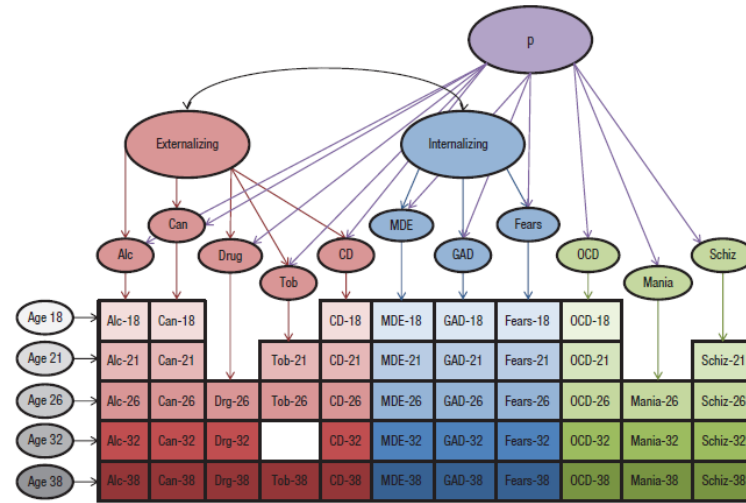 p
Externalizing Internalizing
Can MDE Fears
Alc Drug CD GAD OCD Schiz
Tob Mania
Age 18 Alc-18 Can-18 CD-18 MDE-18 GAD-18 Fears-18 OCD-18
Age 21 Alc-21 Can-21 Tob-21 CD-21 MDE-21 GAD-21 Fears-21 OCD-21 Schiz-21
Age 26 Alc-26 Can-26 Drg-26 Tob-26 CD-26 MDE-26 GAD-26 Fears-26 OCD-26 Mania-26 Schiz-26
Age 32 Alc-32 Can-32 Drg-32 CD-32 MDE-32 GAD-32 Fears-32 OCD-32 Mania-32 Schiz-32
Age 38 Alc-38 Can-38 Drg-38 Tob-38 CD-38 MDE-38 GAD-38 Fears-38 OCD-38 Mania-38 Schiz-38